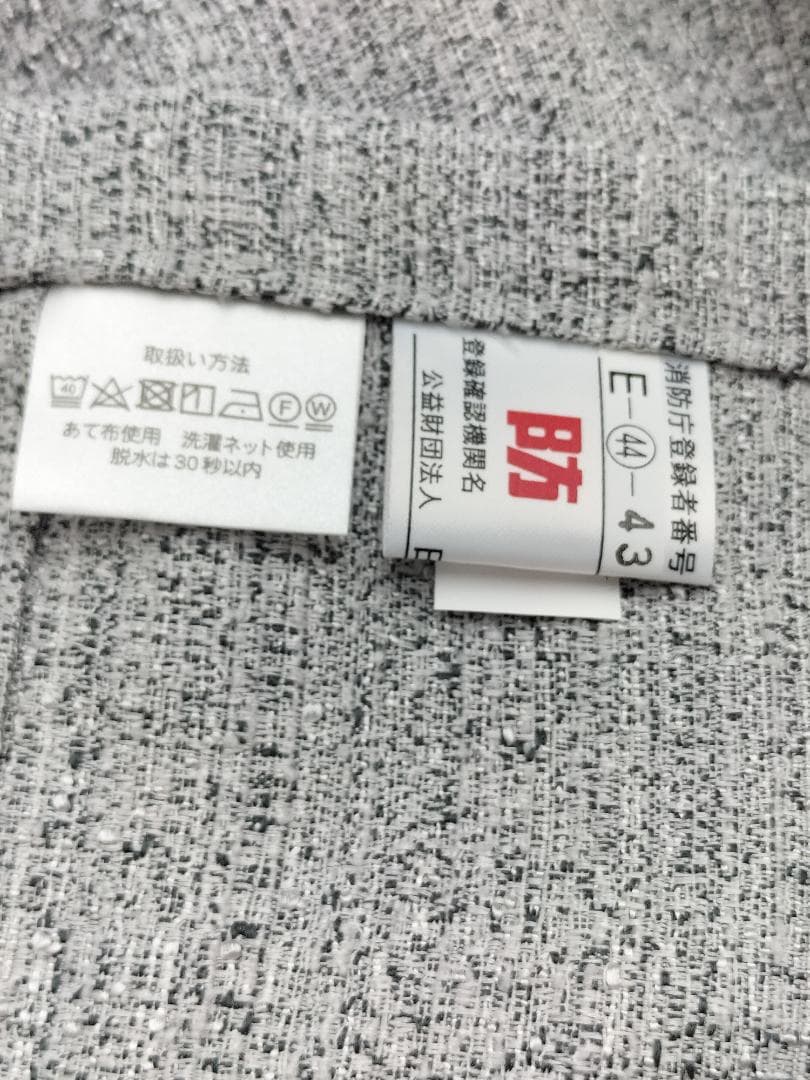 取扱い方法
40 F W
あて布使用 洗濯ネット使用
脱水は30秒以内
消防庁登録者番号
E-㊹-43
防
登録確認機関名
公益財団法人